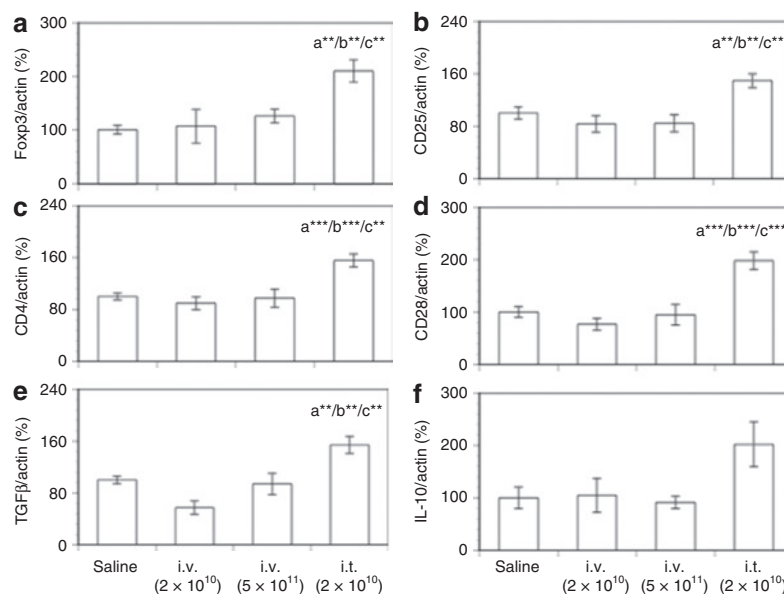 a
300
200
100
0
Foxp3/actin (%)
a**/b**/c**
b
240
160
80
0
CD25/actin (%)
a**/b**/c**
c
240
160
80
0
CD4/actin (%)
a***/b***/c**
d
300
200
100
0
CD28/actin (%)
a***/b***/c***
e
240
160
80
0
TGFβ/actin (%)
a**/b**/c**
Saline i.v. i.v. i.t.
(2 × 10¹⁰) (5 × 10¹¹) (2 × 10¹⁰)
f
300
200
100
0
IL-10/actin (%)
Saline i.v. i.v. i.t.
(2 × 10¹⁰) (5 × 10¹¹) (2 × 10¹⁰)